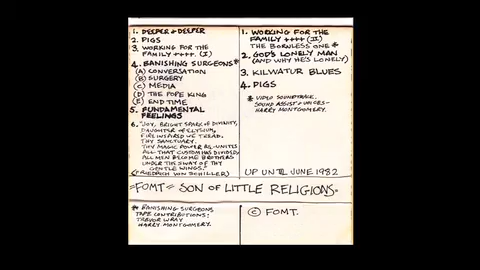 1. DEEPER & DEEPER
2. PIGS
3. WORKING FOR THE
FAMILY ++++ (I)
4. BANISHING SURGEONS*
(A) CONVERSATION
(B) SURGERY
(C) MEDIA
(D) THE POPE KING
(E) END TIME
5. FUNDAMENTAL
FEELINGS
6. "JOY, BRIGHT SPARK OF DIVINITY,
DAUGHTER OF ELYSIUM,
FIRE INSPIRED WE TREAD.
THY SANCTUARY.
THY MAGIC POWER RE-UNITES
ALL THAT CUSTOM HAS DIVIDED,
ALL MEN BECOME BROTHERS
UNDER THE SWAY OF THY
GENTLE WINGS."
(FRIEDRICH VON SCHILLER)
1. WORKING FOR THE
FAMILY ++++ (II)
THE BORNLESS ONE *
2. GOD'S LONELY MAN
(AND WHY HE'S LONELY)
3. KILWATUR BLUES
4. PIGS
* VIDEO SOUNDTRACK.
SOUND ASSIST & VOICES-
HARRY MONTGOMERY.
UP UNTIL JUNE 1982
=FOMT= SON OF LITTLE RELIGIONS.
* BANISHING SURGEONS
TAPE CONTRIBUTIONS:
TREVOR WRAY
HARRY MONTGOMERY.
© FOMT.